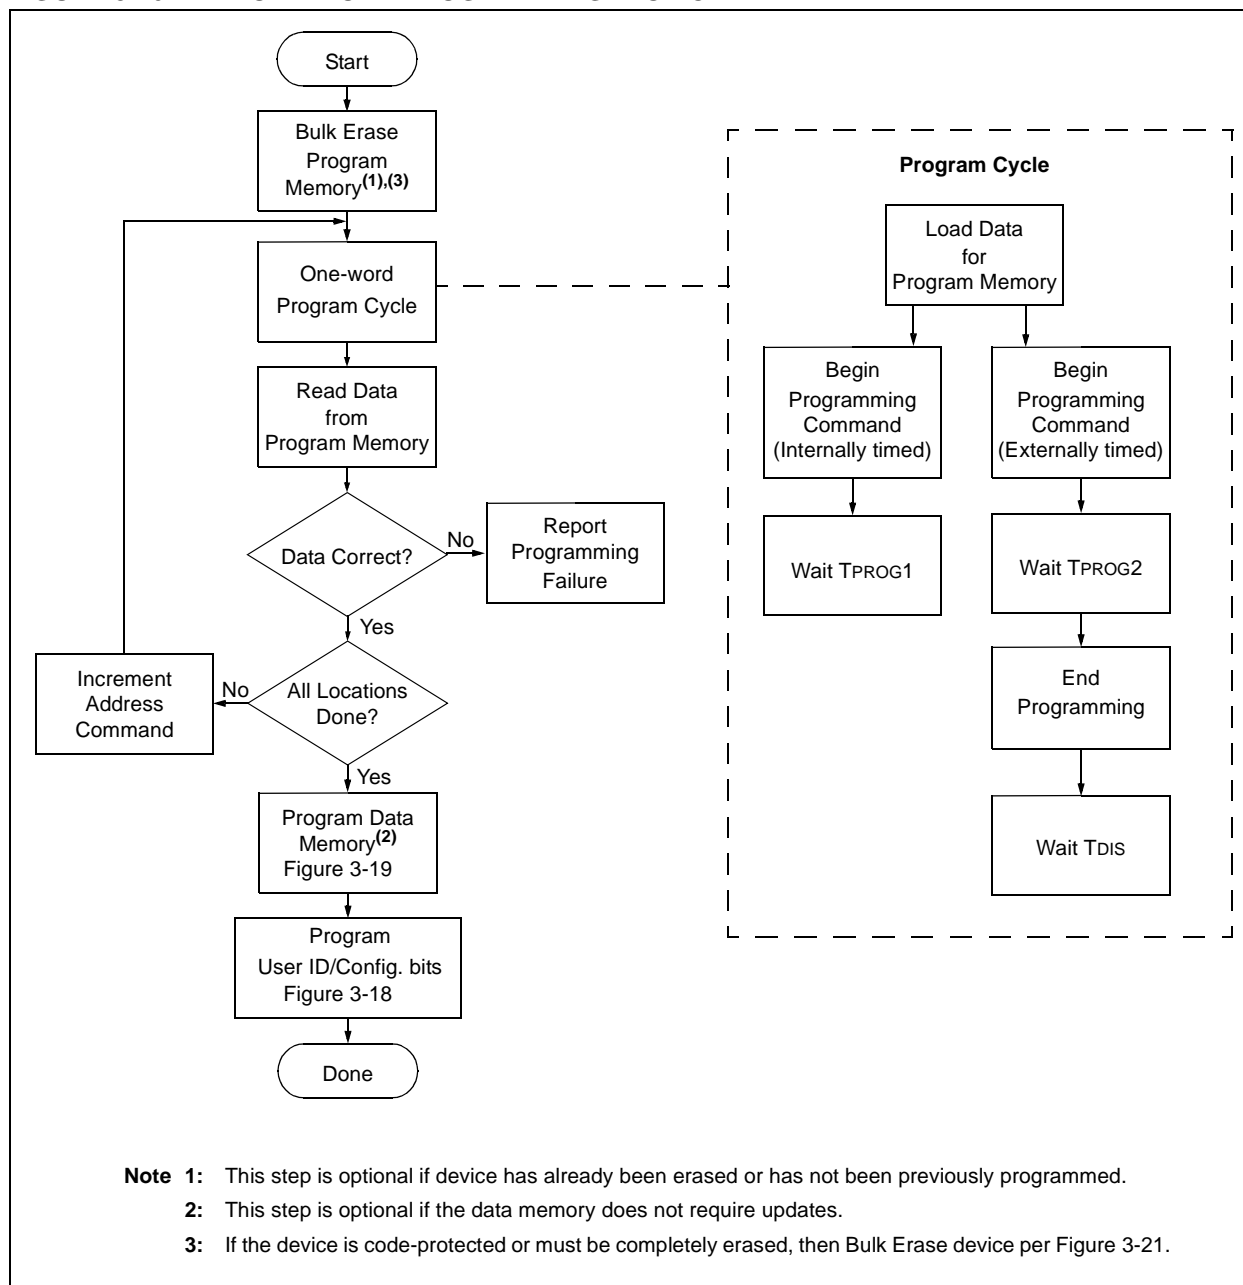 Start
Bulk Erase
Program
Memory(1),(3)
One-word
Program Cycle
Read Data
from
Program Memory
Data Correct?
No
Report
Programming
Failure
Yes
All Locations
Done?
No
Increment
Address
Command
Yes
Program Data
Memory(2)
Figure 3-19
Program
User ID/Config. bits
Figure 3-18
Done
Program Cycle
Load Data
for
Program Memory
Begin
Programming
Command
(Internally timed)
Wait TPROG1
Begin
Programming
Command
(Externally timed)
Wait TPROG2
End
Programming
Wait TDIS
Note 1: This step is optional if device has already been erased or has not been previously programmed.
2: This step is optional if the data memory does not require updates.
3: If the device is code-protected or must be completely erased, then Bulk Erase device per Figure 3-21.